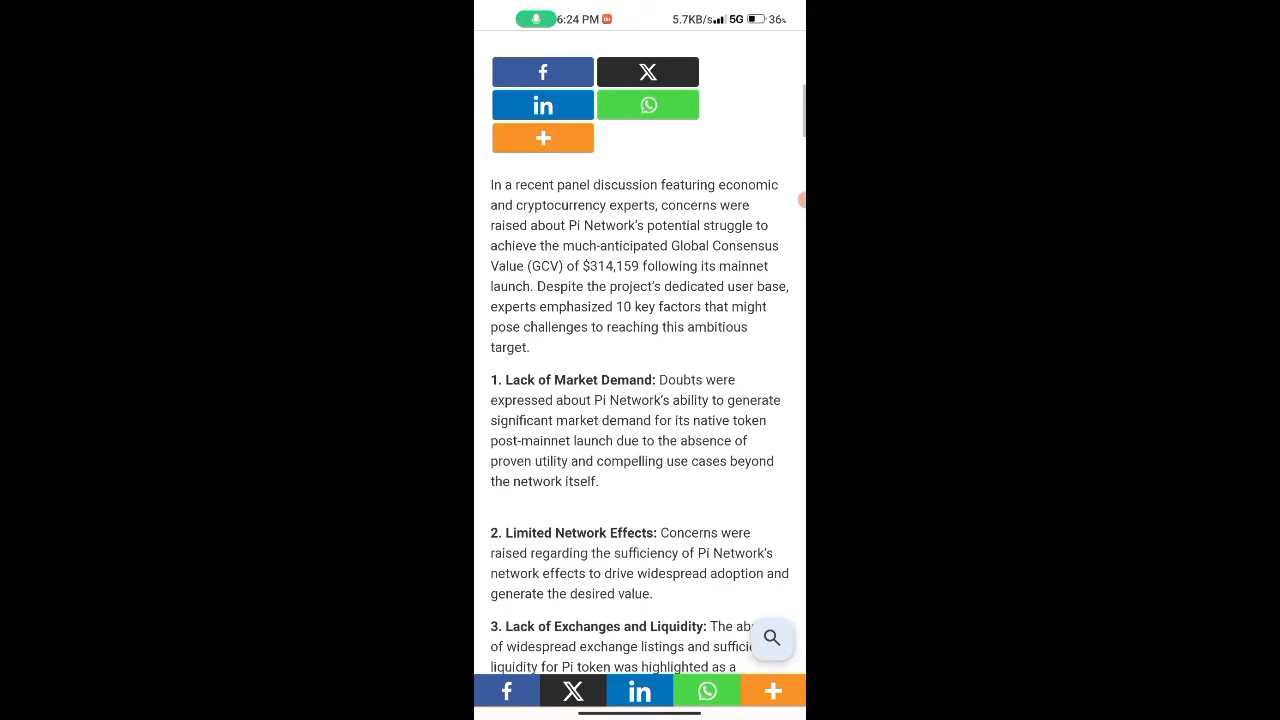 6:24 PM 5.7KB/s 5G 36%
f X
in
+
In a recent panel discussion featuring economic
and cryptocurrency experts, concerns were
raised about Pi Network’s potential struggle to
achieve the much-anticipated Global Consensus
Value (GCV) of $314,159 following its mainnet
launch. Despite the project’s dedicated user base,
experts emphasized 10 key factors that might
pose challenges to reaching this ambitious
target.
1. Lack of Market Demand: Doubts were
expressed about Pi Network’s ability to generate
significant market demand for its native token
post-mainnet launch due to the absence of
proven utility and compelling use cases beyond
the network itself.
2. Limited Network Effects: Concerns were
raised regarding the sufficiency of Pi Network’s
network effects to drive widespread adoption and
generate the desired value.
3. Lack of Exchanges and Liquidity: The
of widespread exchange listings and
liquidity for Pi token was highlighted as a
f X in +